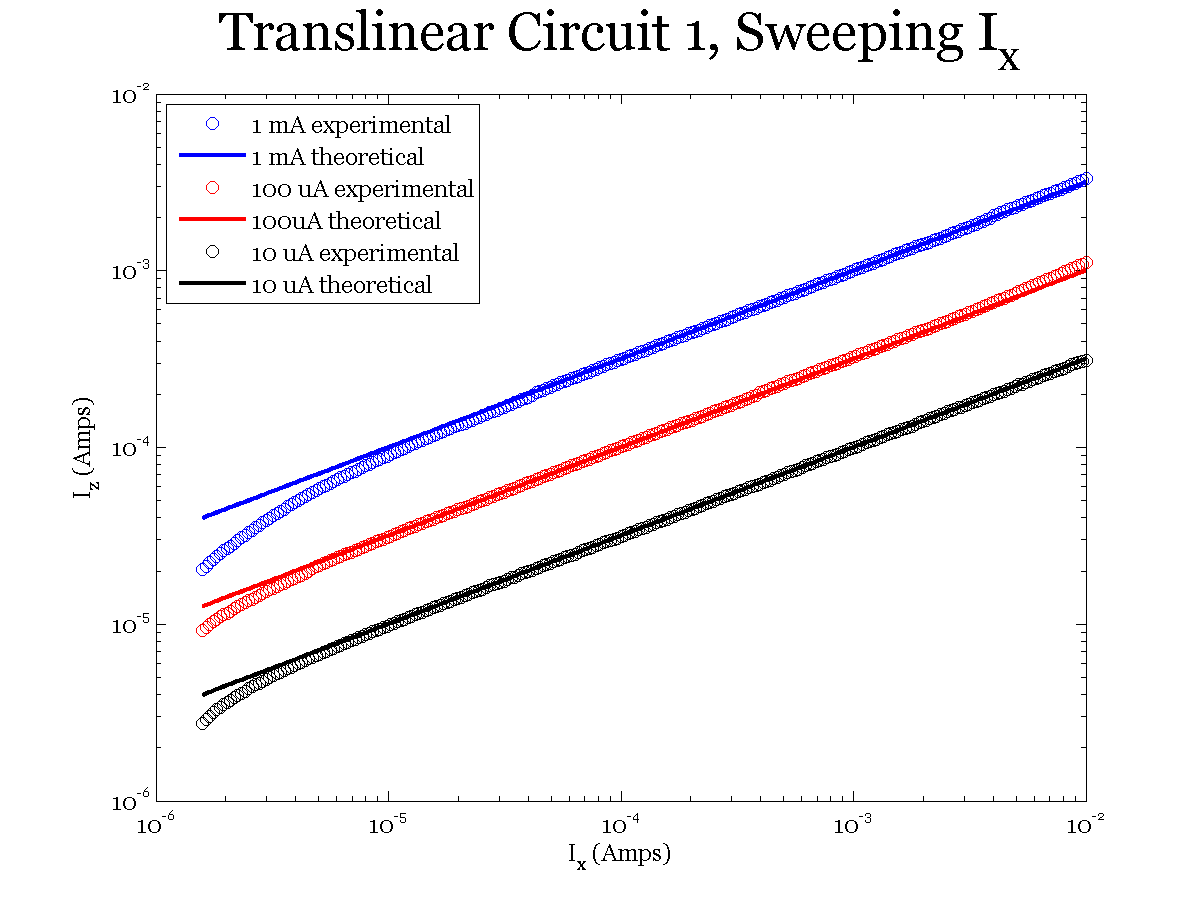 Translinear Circuit 1, Sweeping Iₓ
10⁻²
1 mA experimental
1 mA theoretical
100 uA experimental
100uA theoretical
10 uA experimental
10 uA theoretical
10⁻³
I_z (Amps)
10⁻⁴
10⁻⁵
10⁻⁶
10⁻⁶ 10⁻⁵ 10⁻⁴ 10⁻³ 10⁻²
Iₓ (Amps)